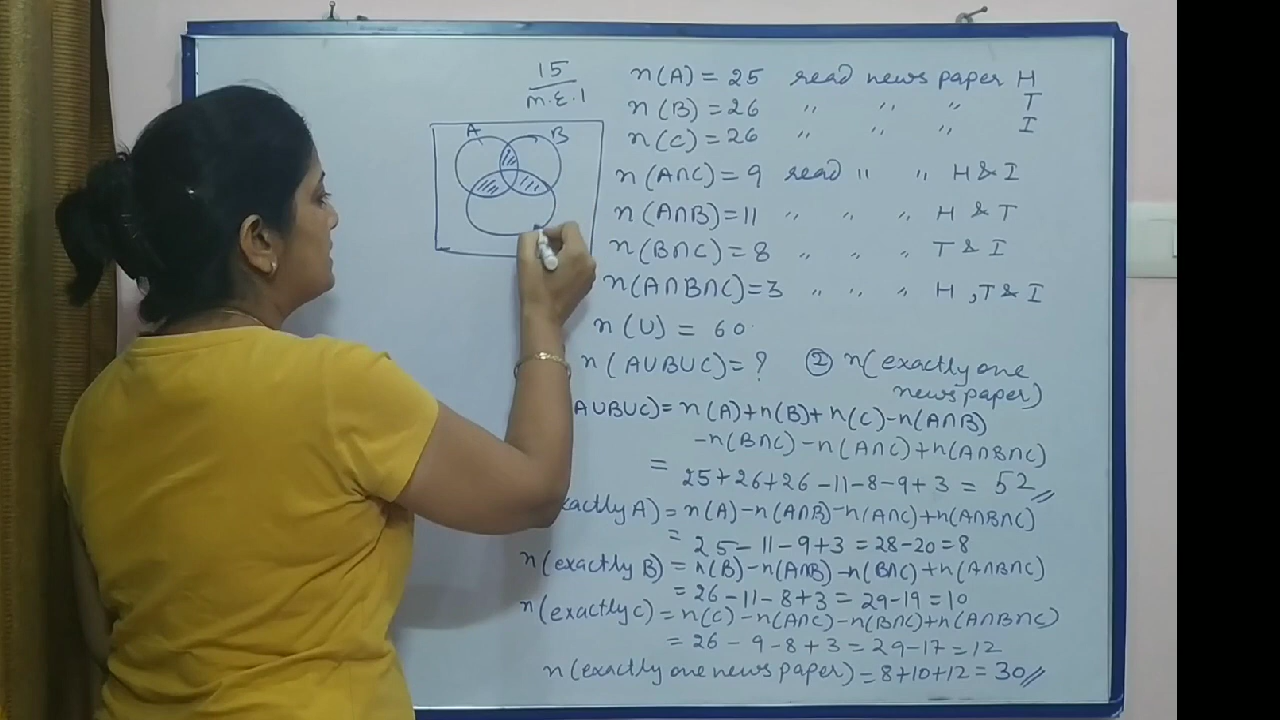 15
M.E.1
A B
n(A) = 25 read news paper H
n(B) = 26 ,, ,, ,, T
n(C) = 26 ,, ,, ,, I
n(A∩C) = 9 read ,, ,, H & I
n(A∩B) = 11 ,, ,, ,, H & T
n(B∩C) = 8 ,, ,, ,, T & I
n(A∩B∩C) = 3 ,, ,, ,, H, T & I
n(U) = 60
n(AUBUC) = ? ② n(exactly one
news paper)
AUBUC) = n(A)+n(B)+n(C)-n(A∩B)
-n(B∩C)-n(A∩C)+n(A∩B∩C)
= 25+26+26-11-8-9+3 = 52
xactly A) = n(A)-n(A∩B)-n(A∩C)+n(A∩B∩C)
= 25-11-9+3 = 28-20 = 8
n(exactly B) = n(B)-n(A∩B)-n(B∩C)+n(A∩B∩C)
= 26-11-8+3 = 29-19 = 10
n(exactly C) = n(C)-n(A∩C)-n(B∩C)+n(A∩B∩C)
= 26-9-8+3 = 29-17 = 12
n(exactly one news paper) = 8+10+12 = 30